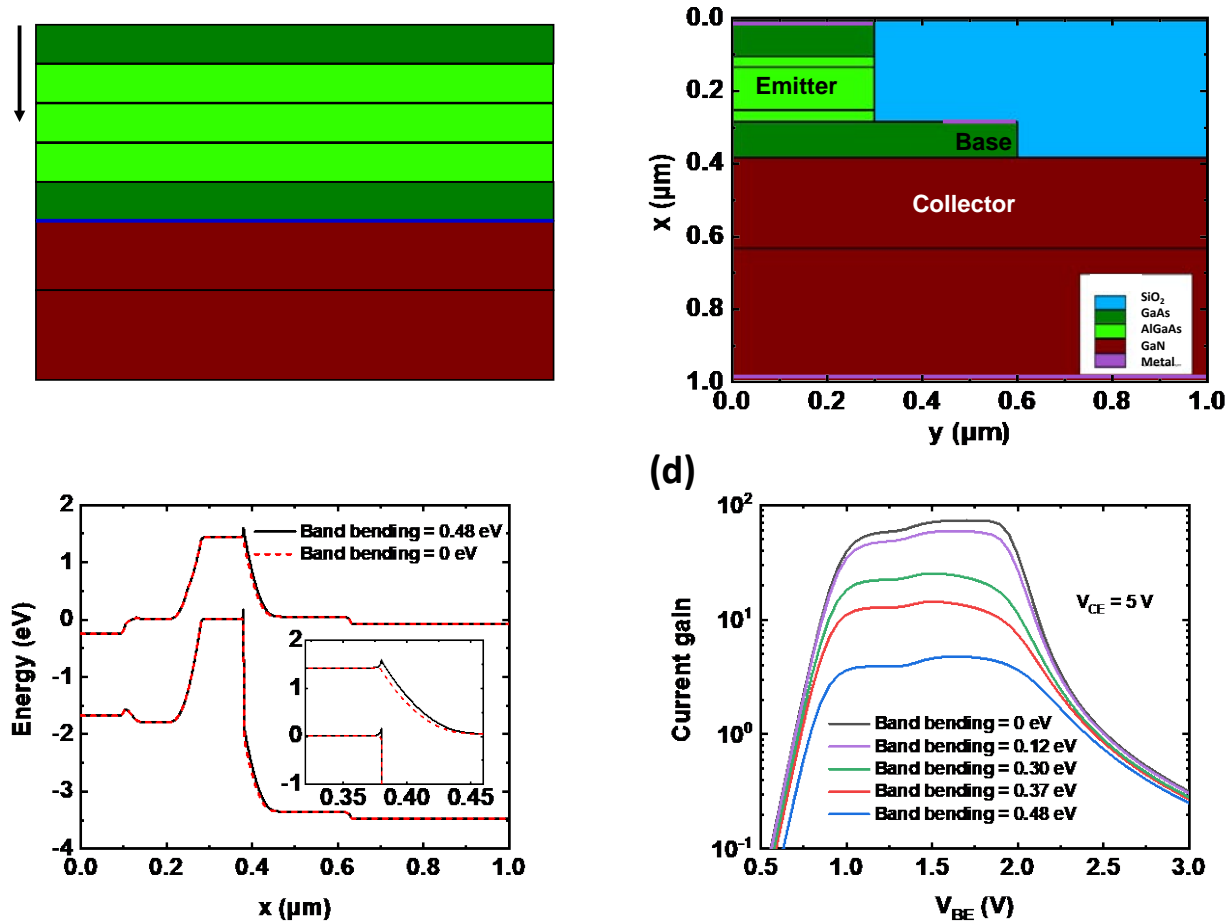 0.0
0.2
0.4
0.6
0.8
1.0
x (µm)
Emitter
Base
Collector
SiO2
GaAs
AlGaAs
GaN
Metal
0.0 0.2 0.4 0.6 0.8 1.0
y (µm)
2
1
0
-1
-2
-3
-4
Energy (eV)
Band bending = 0.48 eV
Band bending = 0 eV
2
1
0
-1
0.35 0.40 0.45
0.0 0.2 0.4 0.6 0.8 1.0
x (µm)
(d)
10²
10¹
10⁰
10⁻¹
Current gain
VCE = 5 V
Band bending = 0 eV
Band bending = 0.12 eV
Band bending = 0.30 eV
Band bending = 0.37 eV
Band bending = 0.48 eV
0.5 1.0 1.5 2.0 2.5 3.0
VBE (V)